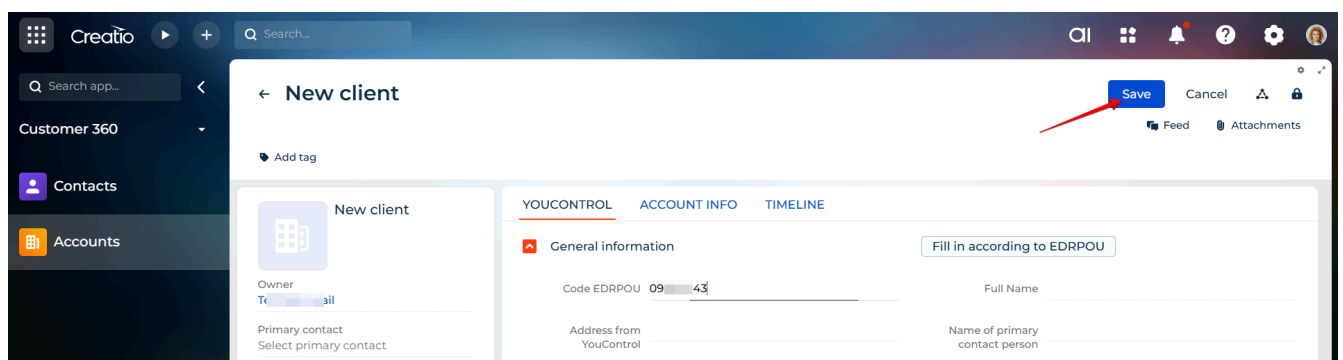 Creatio
Search...
Search app...
Customer 360
Contacts
Accounts
New client
Save
Cancel
Feed
Attachments
Add tag
New client
Owner
Primary contact
Select primary contact
YOUCONTROL ACCOUNT INFO TIMELINE
General information
Fill in according to EDRPOU
Code EDRPOU 09 43
Full Name
Address from
YouControl
Name of primary
contact person